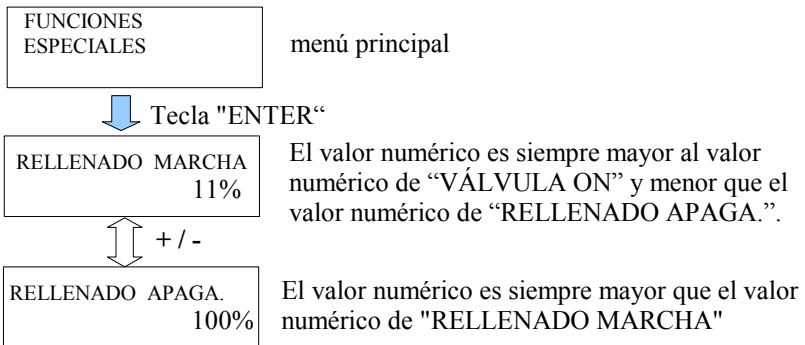 FUNCIONES
ESPECIALES
menú principal
Tecla "ENTER“
RELLENADO MARCHA
11%
El valor numérico es siempre mayor al valor
numérico de “VÁLVULA ON” y menor que el
valor numérico de “RELLENADO APAGA.”.
+ / -
RELLENADO APAGA.
100%
El valor numérico es siempre mayor que el valor
numérico de "RELLENADO MARCHA"